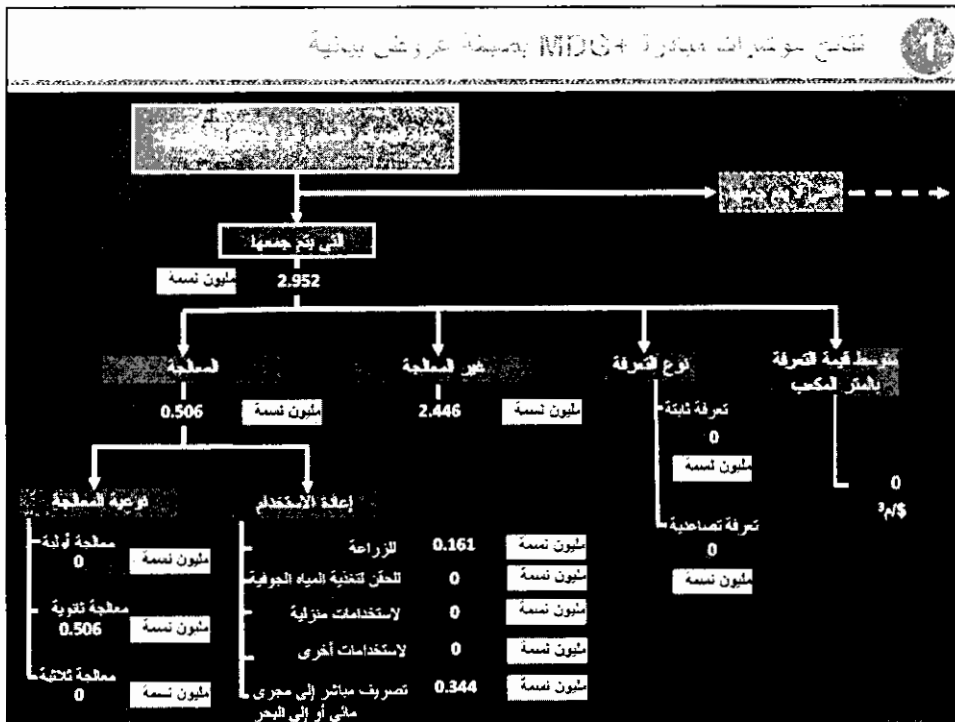 1
نتائج مؤشرات مبادرة +MDG بصيغة عروض بيانية
التي يتم جمعها
2.952 مليون نسمة
المعالجة
غير المعالجة
نوع التعرفة
متوسط قيمة التعرفة
بالمتر المكعب
0.506 مليون نسمة
2.446 مليون نسمة
تعرفة ثابتة
0
مليون نسمة
0
$/م³
تعرفة تصاعدية
0
مليون نسمة
نوعية المعالجة
معالجة أولية
0 مليون نسمة
معالجة ثانوية
0.506 مليون نسمة
معالجة ثلاثية
0 مليون نسمة
إعادة الاستخدام
للزراعة 0.161 مليون نسمة
للحقن لتغذية المياه الجوفية 0 مليون نسمة
لاستخدامات منزلية 0 مليون نسمة
لاستخدامات أخرى 0 مليون نسمة
تصريف مباشر إلى مجرى 0.344 مليون نسمة
مائي أو إلى البحر